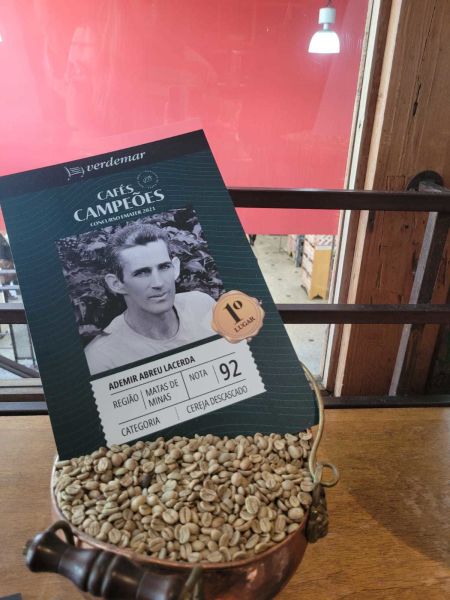 verdemar
CAFÉS
CAMPEÕES
CONCURSO EMATER 2021
1º
LUGAR
ADEMIR ABREU LACERDA
REGIÃO
MATAS DE
MINAS
NOTA
92
CATEGORIA
CEREJA DESCASCADO